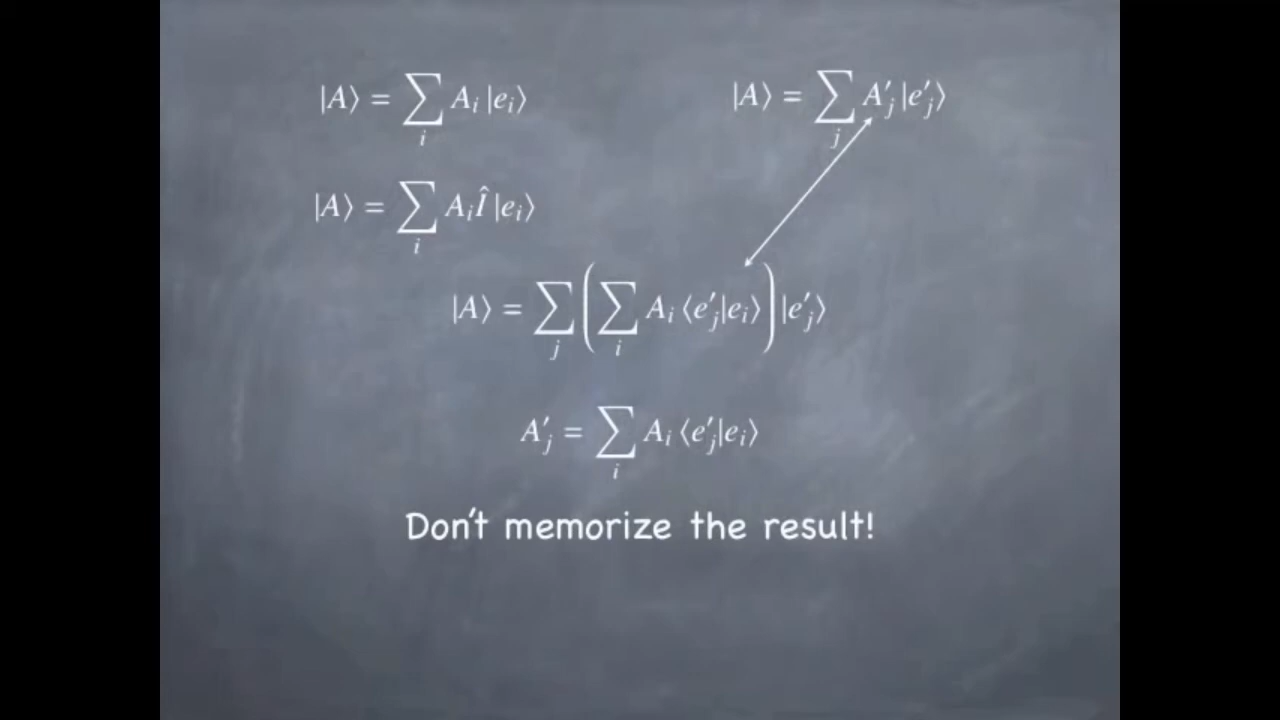 |A⟩ = ∑_i A_i |e_i⟩
|A⟩ = ∑_j A′_j |e′_j⟩
|A⟩ = ∑_i A_i Î |e_i⟩
|A⟩ = ∑_j (∑_i A_i ⟨e′_j|e_i⟩) |e′_j⟩
A′_j = ∑_i A_i ⟨e′_j|e_i⟩
Don't memorize the result!